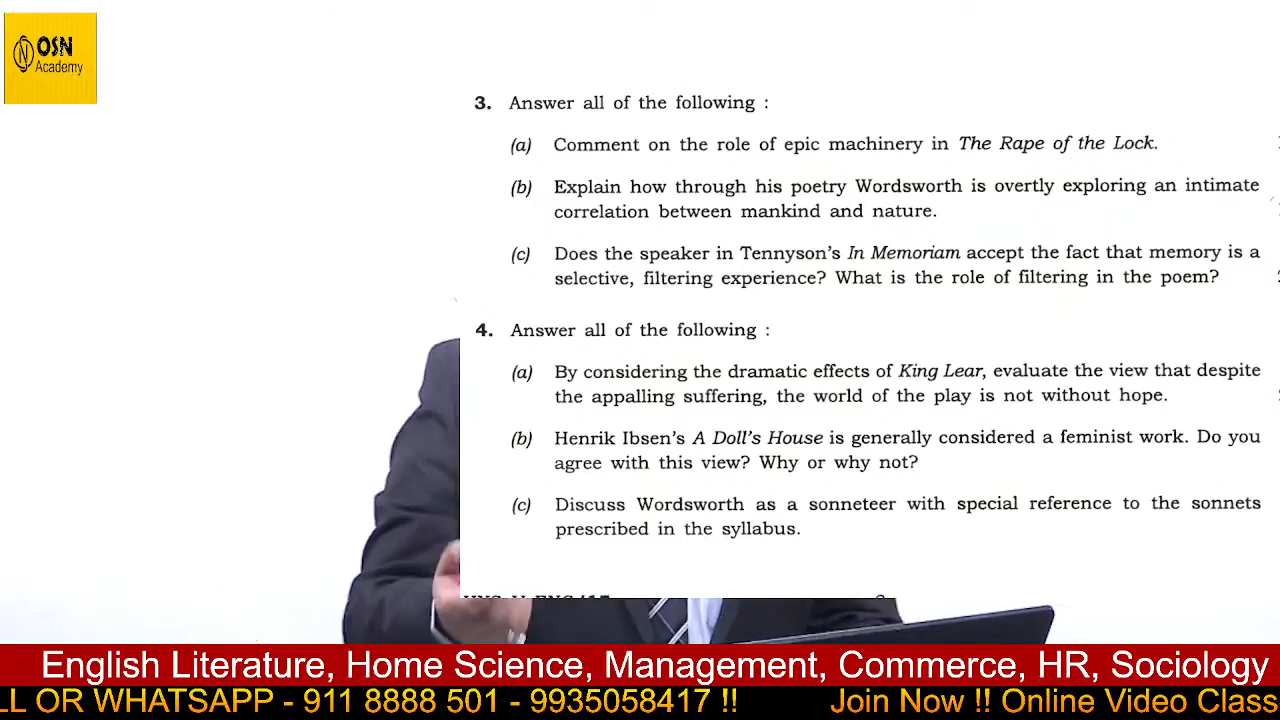 OSN
Academy
3. Answer all of the following :
(a) Comment on the role of epic machinery in The Rape of the Lock.
(b) Explain how through his poetry Wordsworth is overtly exploring an intimate
correlation between mankind and nature.
(c) Does the speaker in Tennyson's In Memoriam accept the fact that memory is a
selective, filtering experience? What is the role of filtering in the poem?
4. Answer all of the following :
(a) By considering the dramatic effects of King Lear, evaluate the view that despite
the appalling suffering, the world of the play is not without hope.
(b) Henrik Ibsen's A Doll's House is generally considered a feminist work. Do you
agree with this view? Why or why not?
(c) Discuss Wordsworth as a sonneteer with special reference to the sonnets
prescribed in the syllabus.
English Literature, Home Science, Management, Commerce, HR, Sociology
LL OR WHATSAPP - 911 8888 501 - 9935058417 !! Join Now !! Online Video Class